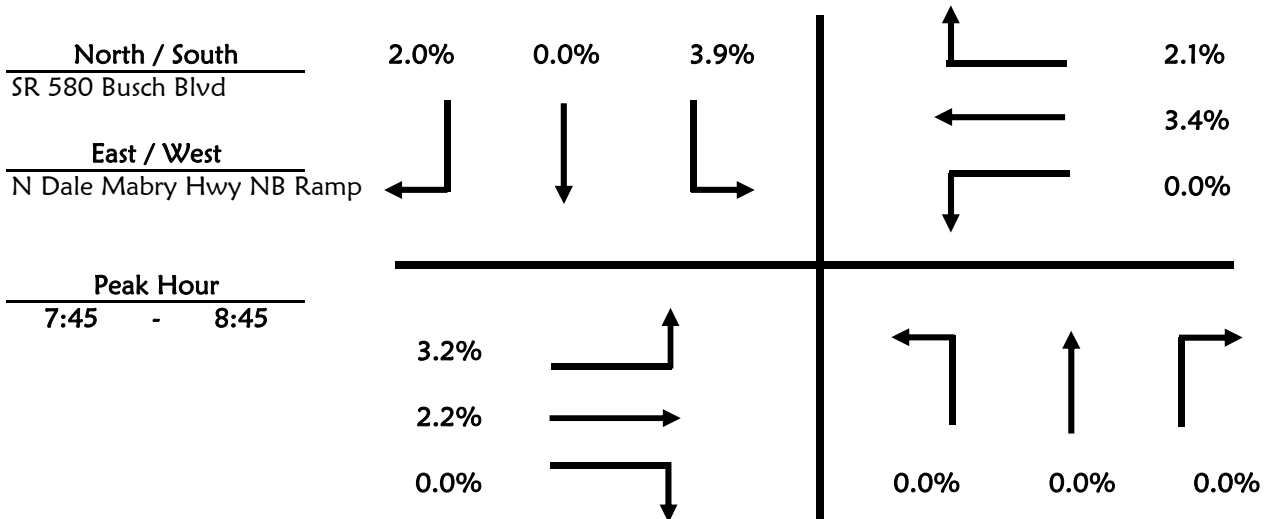 North / South
SR 580 Busch Blvd
East / West
N Dale Mabry Hwy NB Ramp
Peak Hour
7:45 - 8:45
2.0% 0.0% 3.9%
2.1%
3.4%
0.0%
3.2%
2.2%
0.0%
0.0% 0.0% 0.0%